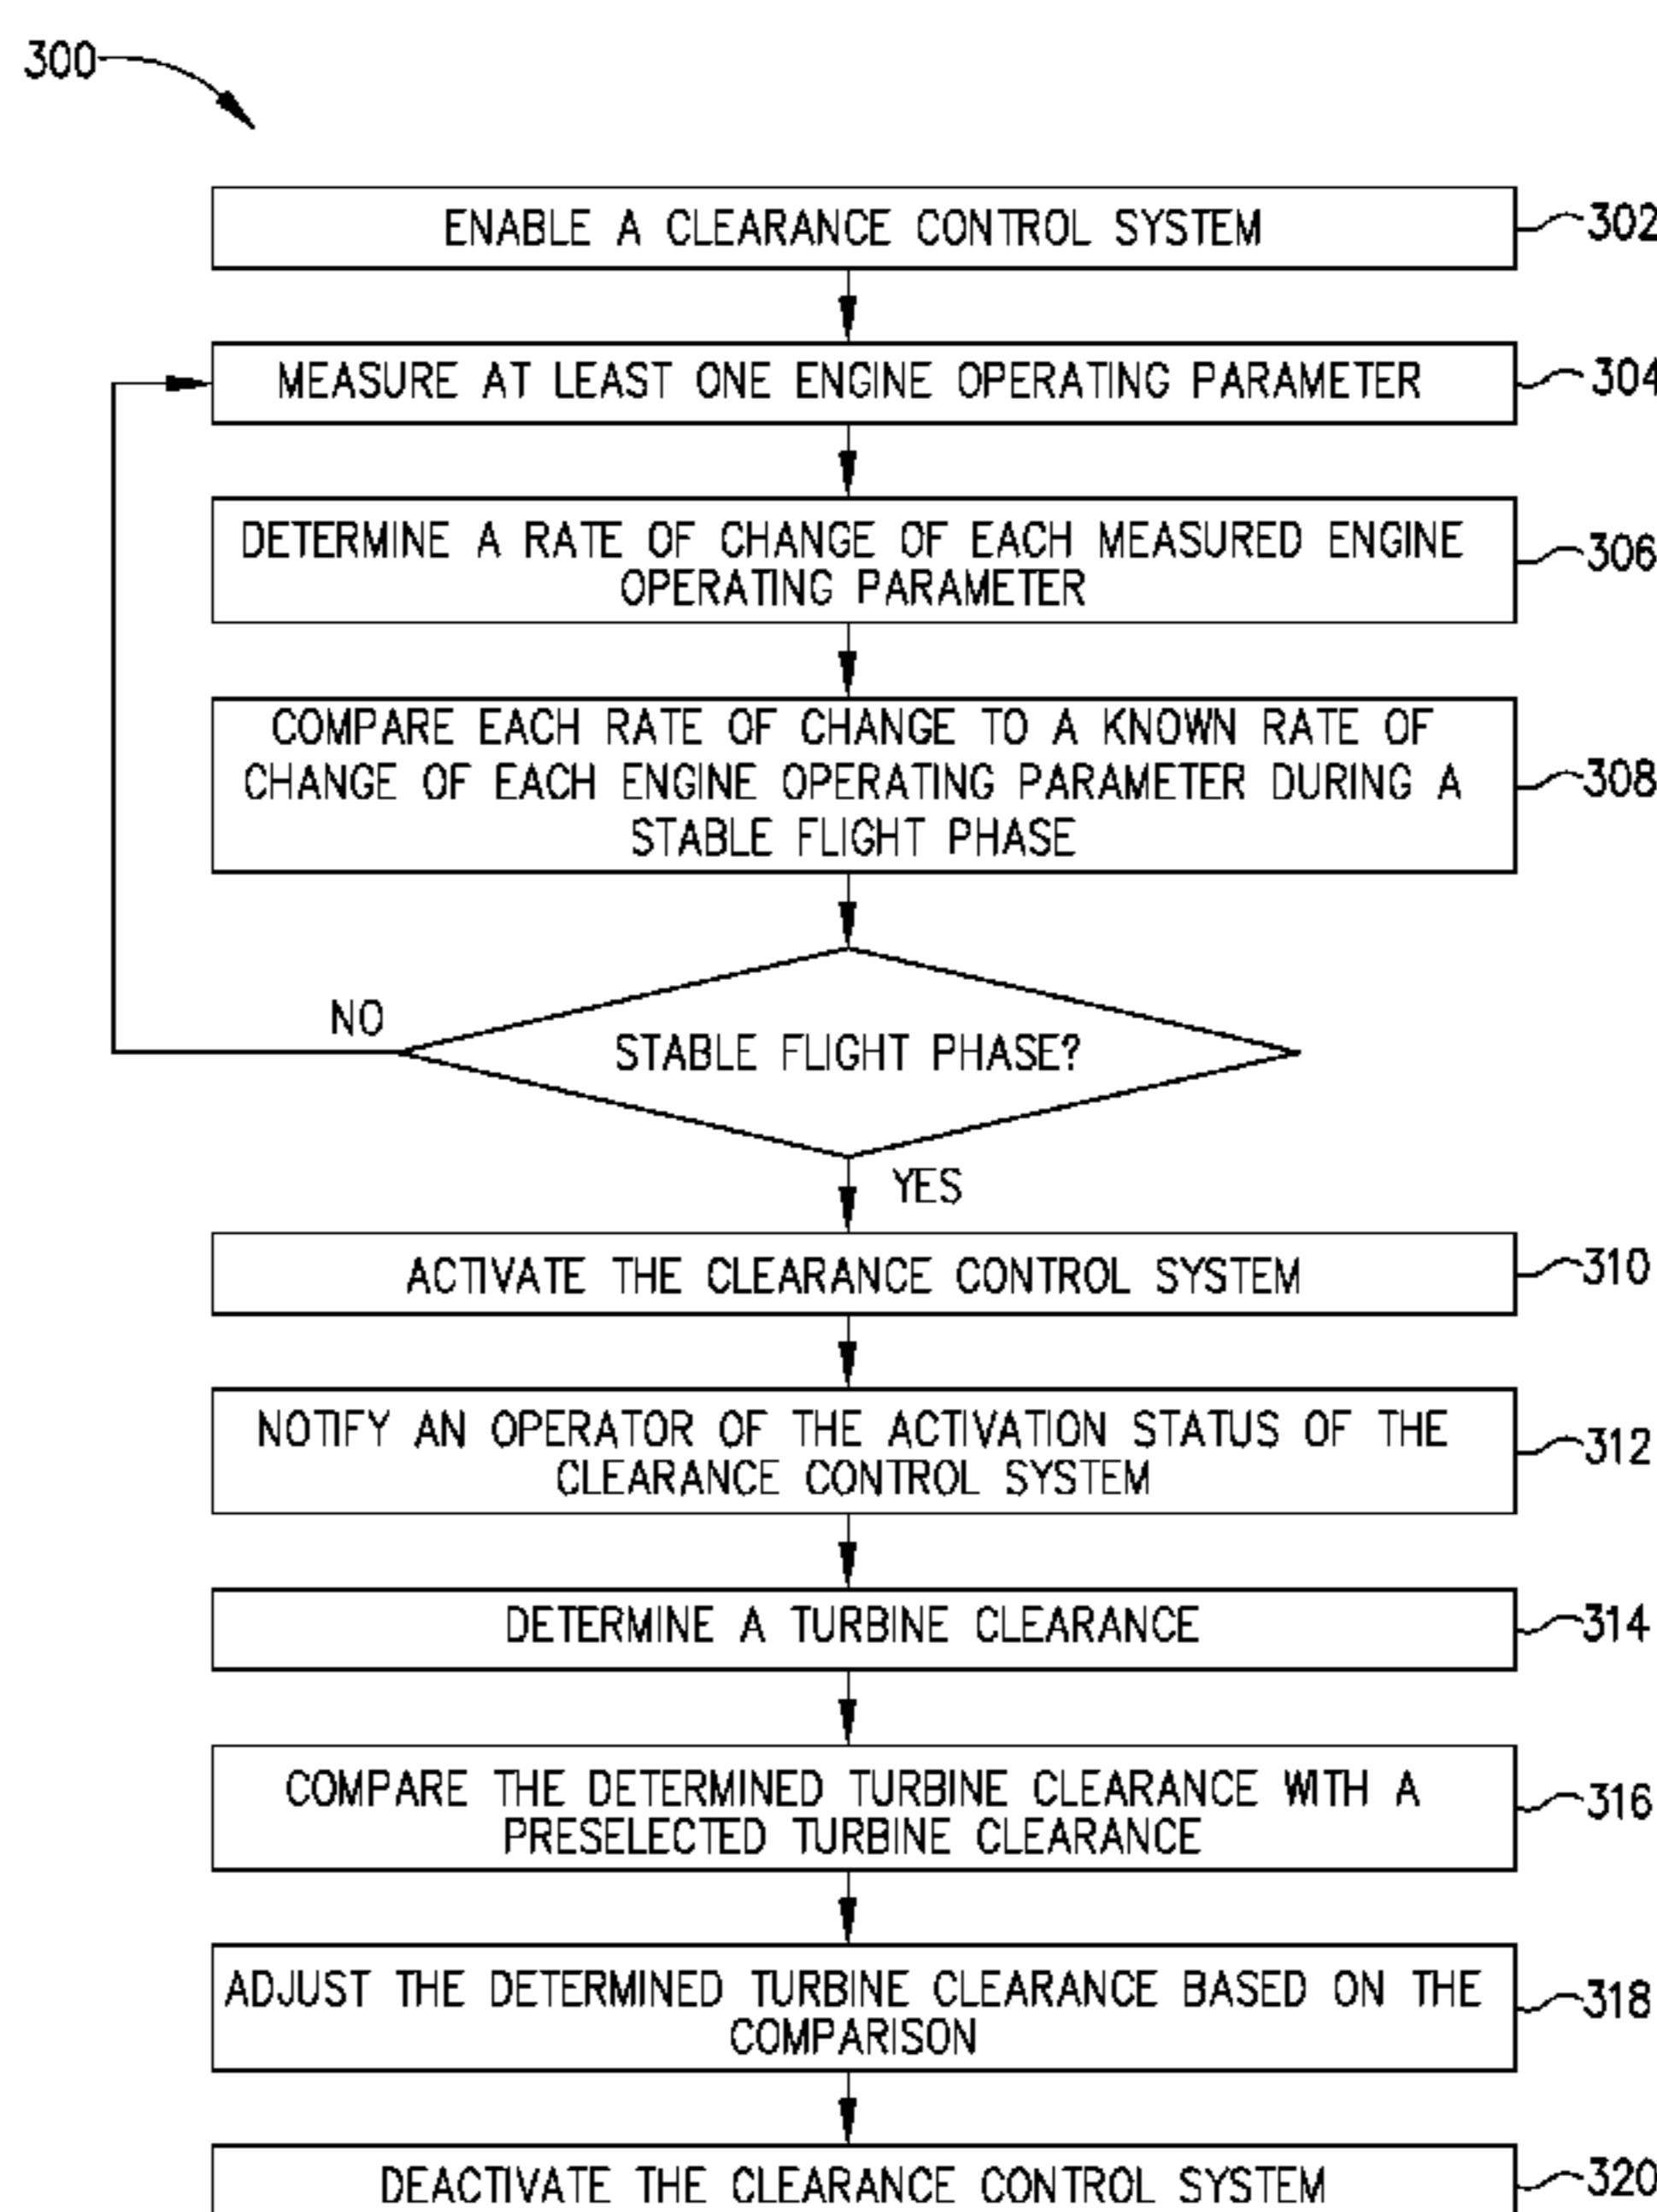 300
ENABLE A CLEARANCE CONTROL SYSTEM
302
MEASURE AT LEAST ONE ENGINE OPERATING PARAMETER
304
DETERMINE A RATE OF CHANGE OF EACH MEASURED ENGINE
OPERATING PARAMETER
306
COMPARE EACH RATE OF CHANGE TO A KNOWN RATE OF
CHANGE OF EACH ENGINE OPERATING PARAMETER DURING A
STABLE FLIGHT PHASE
308
NO
STABLE FLIGHT PHASE?
YES
ACTIVATE THE CLEARANCE CONTROL SYSTEM
310
NOTIFY AN OPERATOR OF THE ACTIVATION STATUS OF THE
CLEARANCE CONTROL SYSTEM
312
DETERMINE A TURBINE CLEARANCE
314
COMPARE THE DETERMINED TURBINE CLEARANCE WITH A
PRESELECTED TURBINE CLEARANCE
316
ADJUST THE DETERMINED TURBINE CLEARANCE BASED ON THE
COMPARISON
318
DEACTIVATE THE CLEARANCE CONTROL SYSTEM
320